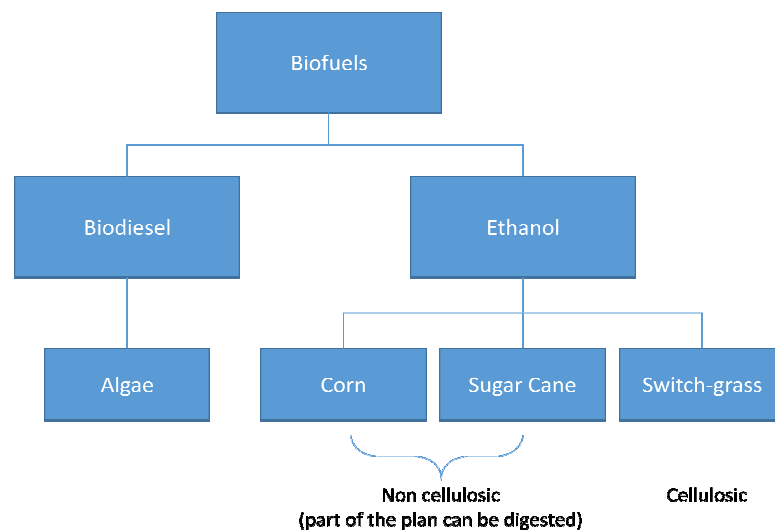 Biofuels
Biodiesel
Ethanol
Algae
Corn
Sugar Cane
Switch-grass
Non cellulosic
(part of the plan can be digested)
Cellulosic